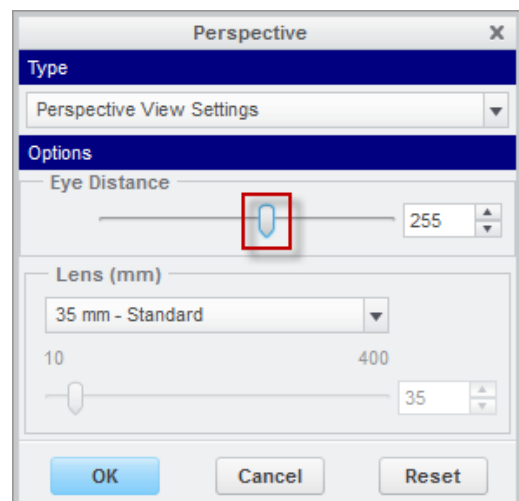 Perspective X
Type
Perspective View Settings
Options
Eye Distance
255
Lens (mm)
35 mm - Standard
10 400
35
OK Cancel Reset